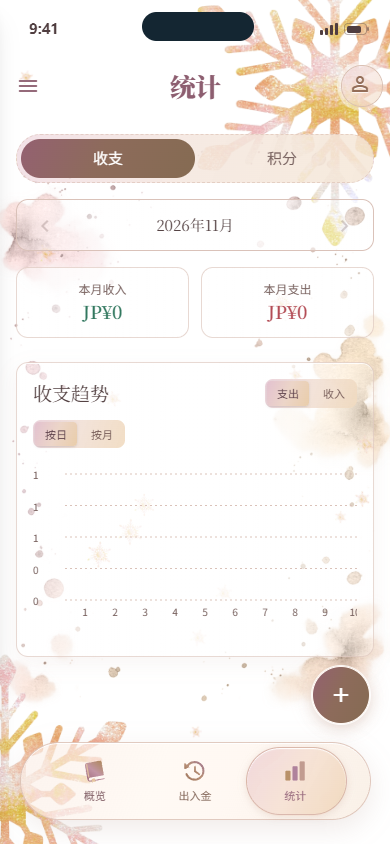 9:41
统计
收支 积分
2026年11月
本月收入 本月支出
JP¥0 JP¥0
收支趋势 支出 收入
按日 按月
1
1
1
0
0
1 2 3 4 5 6 7 8 9 10
+
概览 出入金 统计